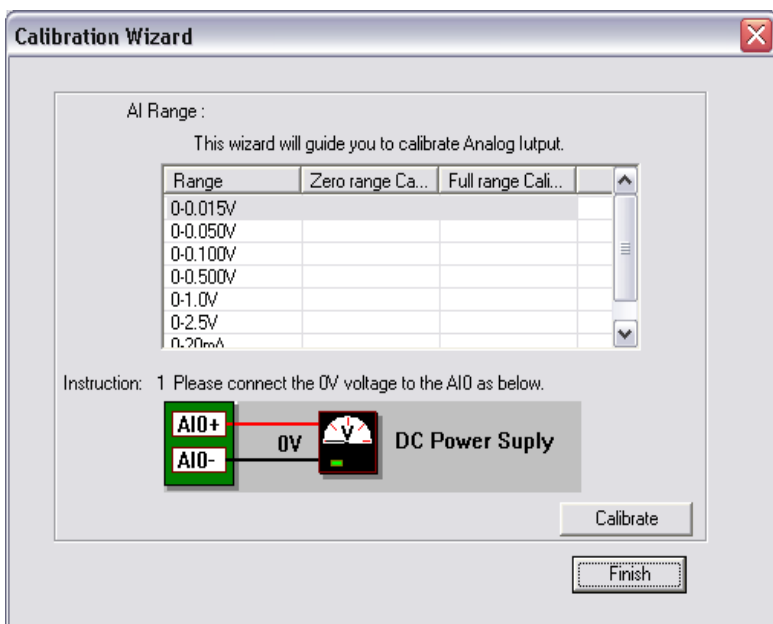 Calibration Wizard
AI Range :
This wizard will guide you to calibrate Analog Iutput.
Range Zero range Ca... Full range Cali...
0-0.015V
0-0.050V
0-0.100V
0-0.500V
0-1.0V
0-2.5V
0-20mA
Instruction: 1 Please connect the 0V voltage to the AI0 as below.
AI0+
0V V DC Power Suply
AI0-
Calibrate
Finish